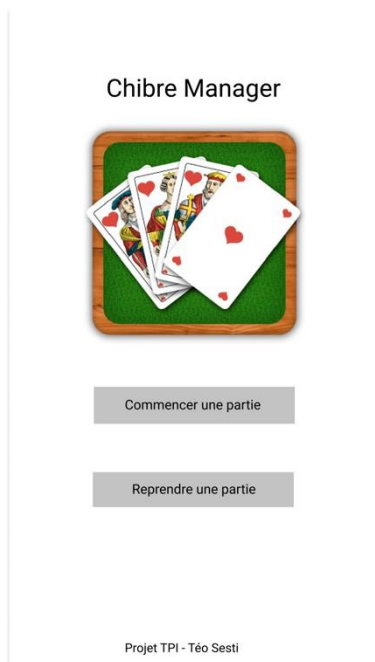 Chibre Manager
Commencer une partie
Reprendre une partie
Projet TPI - Téo Sesti